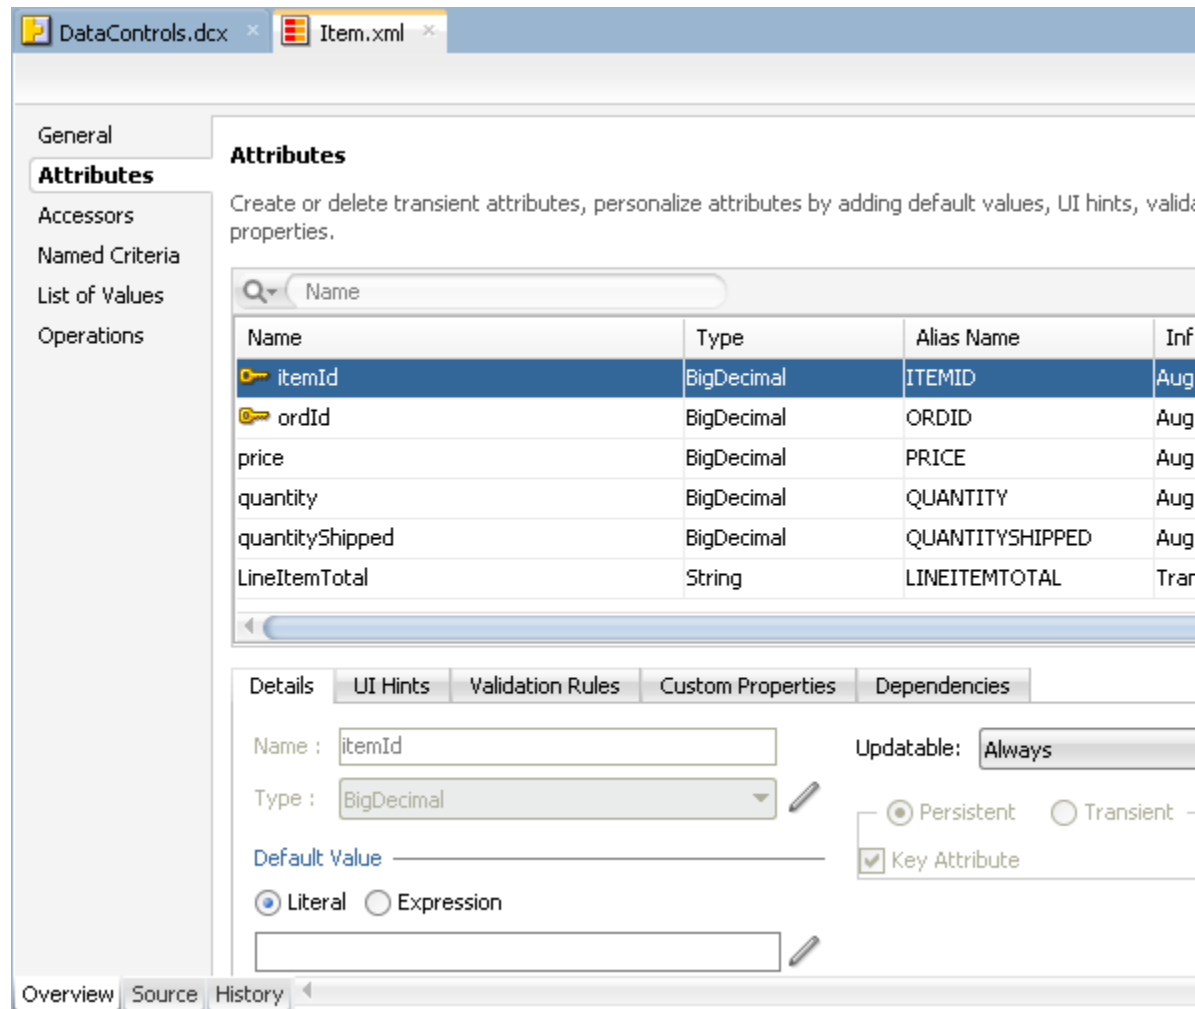 DataControls.dcx
Item.xml
General
Attributes
Accessors
Named Criteria
List of Values
Operations
Attributes
Create or delete transient attributes, personalize attributes by adding default values, UI hints, valida
properties.
Name
Name Type Alias Name Inf
itemId BigDecimal ITEMID Aug
ordId BigDecimal ORDID Aug
price BigDecimal PRICE Aug
quantity BigDecimal QUANTITY Aug
quantityShipped BigDecimal QUANTITYSHIPPED Aug
LineItemTotal String LINEITEMTOTAL Tran
Details UI Hints Validation Rules Custom Properties Dependencies
Name : itemId
Updatable: Always
Type : BigDecimal
Persistent Transient
Default Value
Key Attribute
Literal Expression
Overview Source History